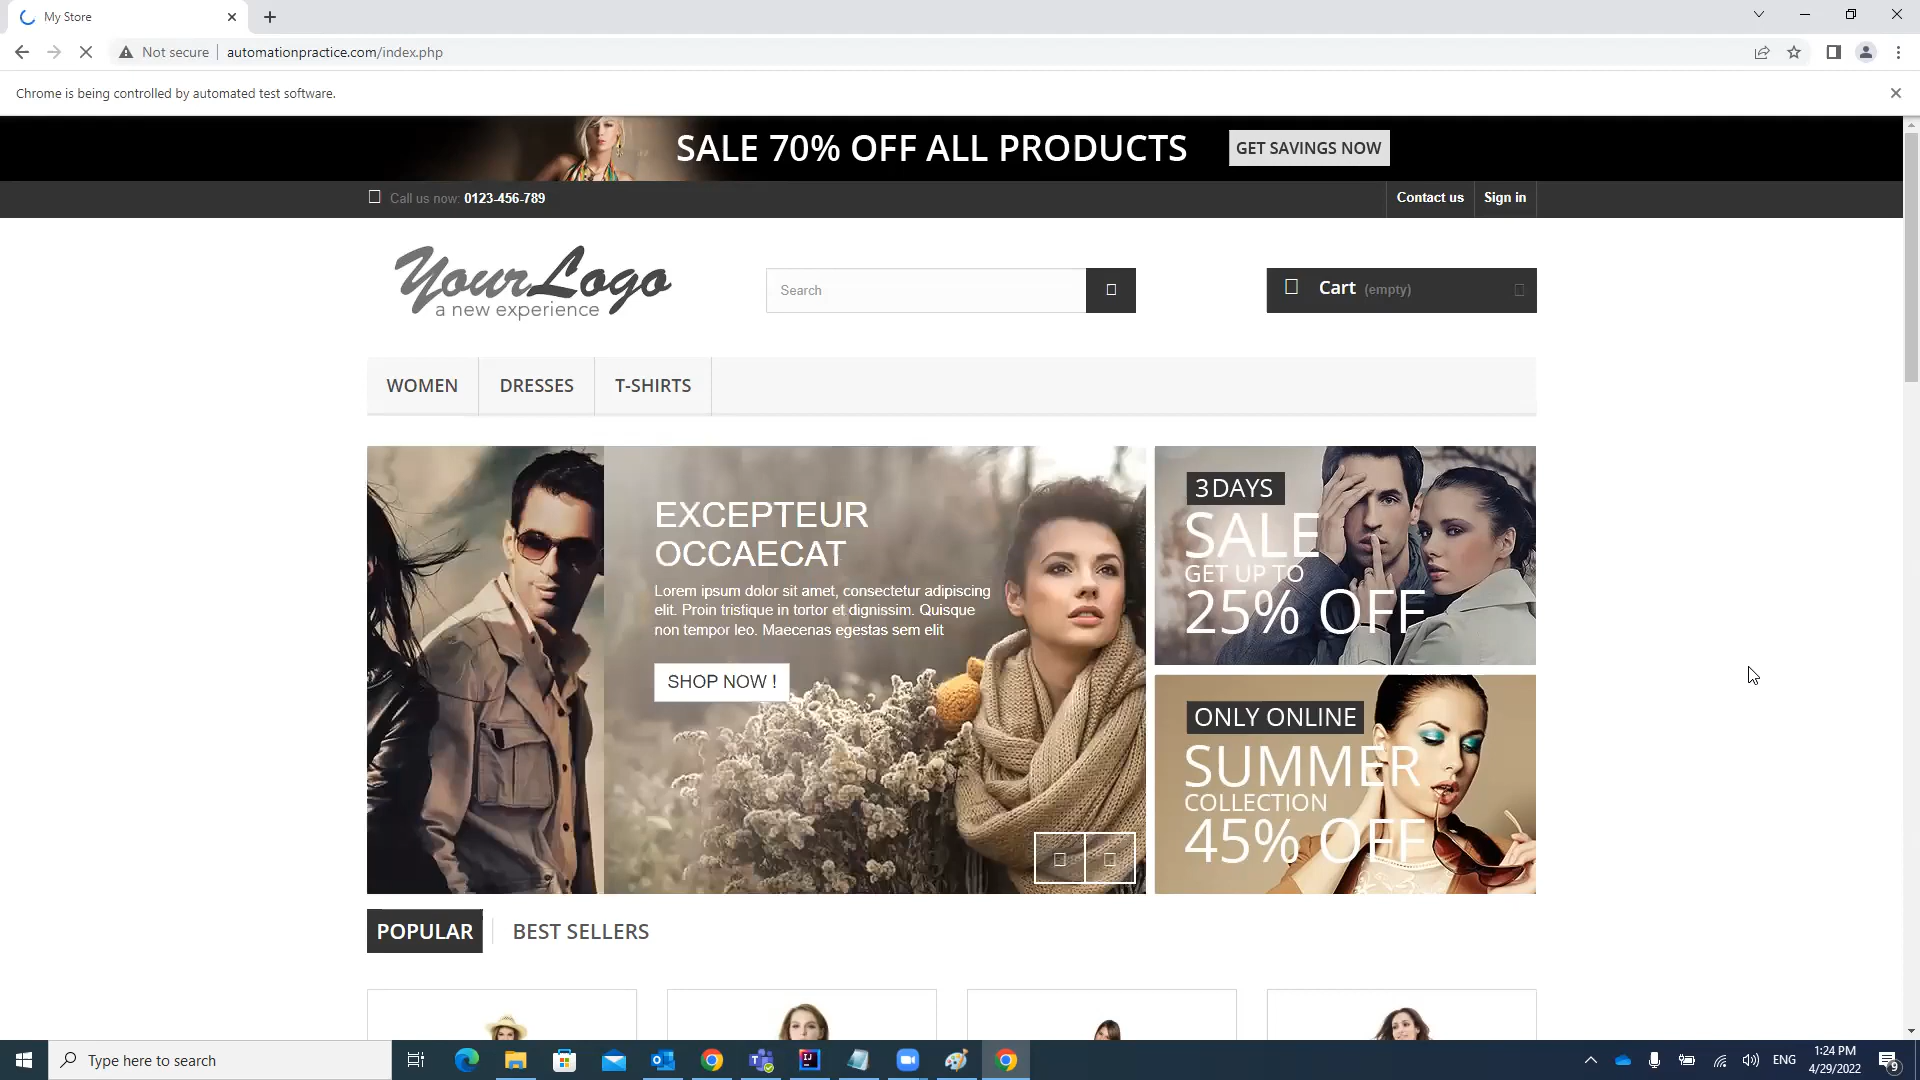 My Store
Not secure
automationpractice.com/index.php
Chrome is being controlled by automated test software.
SALE 70% OFF ALL PRODUCTS
GET SAVINGS NOW
Call us now: 0123-456-789
Contact us
Sign in
YourLogo
a new experience
Search
Cart (empty)
WOMEN
DRESSES
T-SHIRTS
EXCEPTEUR
OCCAECAT
Lorem ipsum dolor sit amet, consectetur adipiscing
elit. Proin tristique in tortor et dignissim. Quisque
non tempor leo. Maecenas egestas sem elit
SHOP NOW !
3DAYS
SALE
GET UP TO
25% OFF
ONLY ONLINE
SUMMER
COLLECTION
45% OFF
POPULAR
BEST SELLERS
Type here to search
ENG
1:24 PM
4/29/2022
9